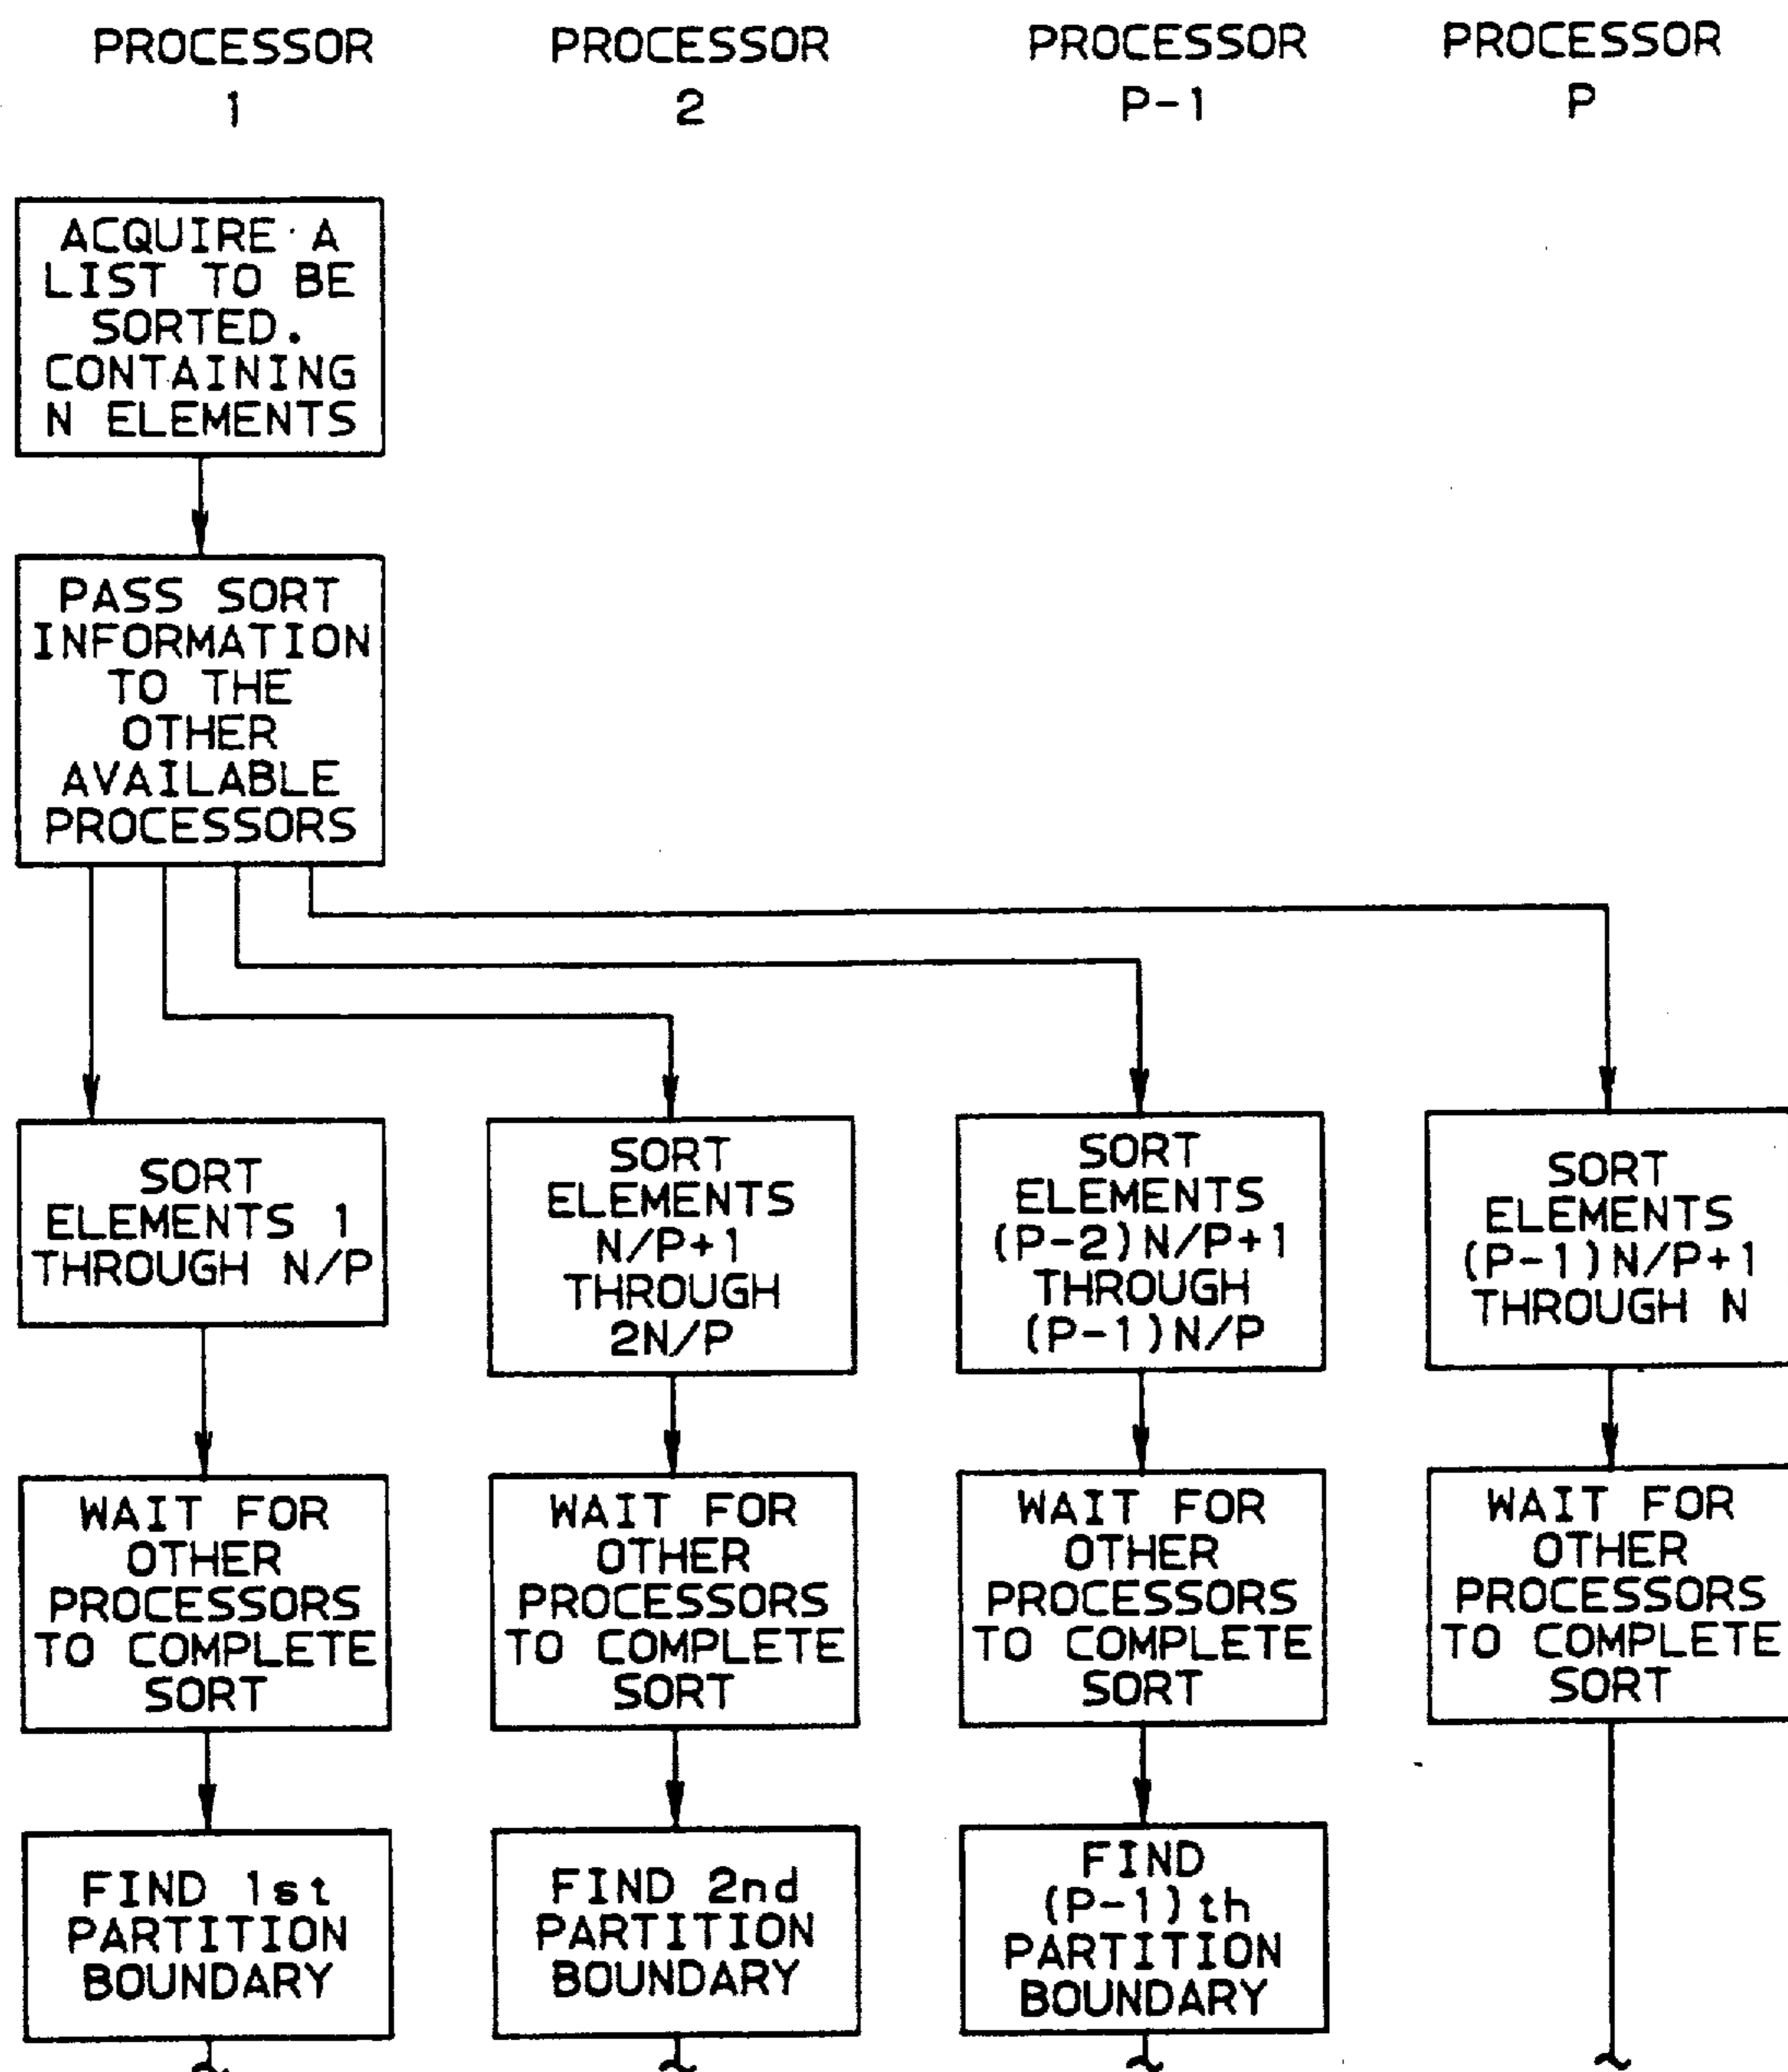 PROCESSOR
1
PROCESSOR
2
PROCESSOR
P-1
PROCESSOR
P
ACQUIRE A
LIST TO BE
SORTED.
CONTAINING
N ELEMENTS
PASS SORT
INFORMATION
TO THE
OTHER
AVAILABLE
PROCESSORS
SORT
ELEMENTS 1
THROUGH N/P
SORT
ELEMENTS
N/P+1
THROUGH
2N/P
SORT
ELEMENTS
(P-2)N/P+1
THROUGH
(P-1)N/P
SORT
ELEMENTS
(P-1)N/P+1
THROUGH N
WAIT FOR
OTHER
PROCESSORS
TO COMPLETE
SORT
WAIT FOR
OTHER
PROCESSORS
TO COMPLETE
SORT
WAIT FOR
OTHER
PROCESSORS
TO COMPLETE
SORT
WAIT FOR
OTHER
PROCESSORS
TO COMPLETE
SORT
FIND 1st
PARTITION
BOUNDARY
FIND 2nd
PARTITION
BOUNDARY
FIND
(P-1)th
PARTITION
BOUNDARY